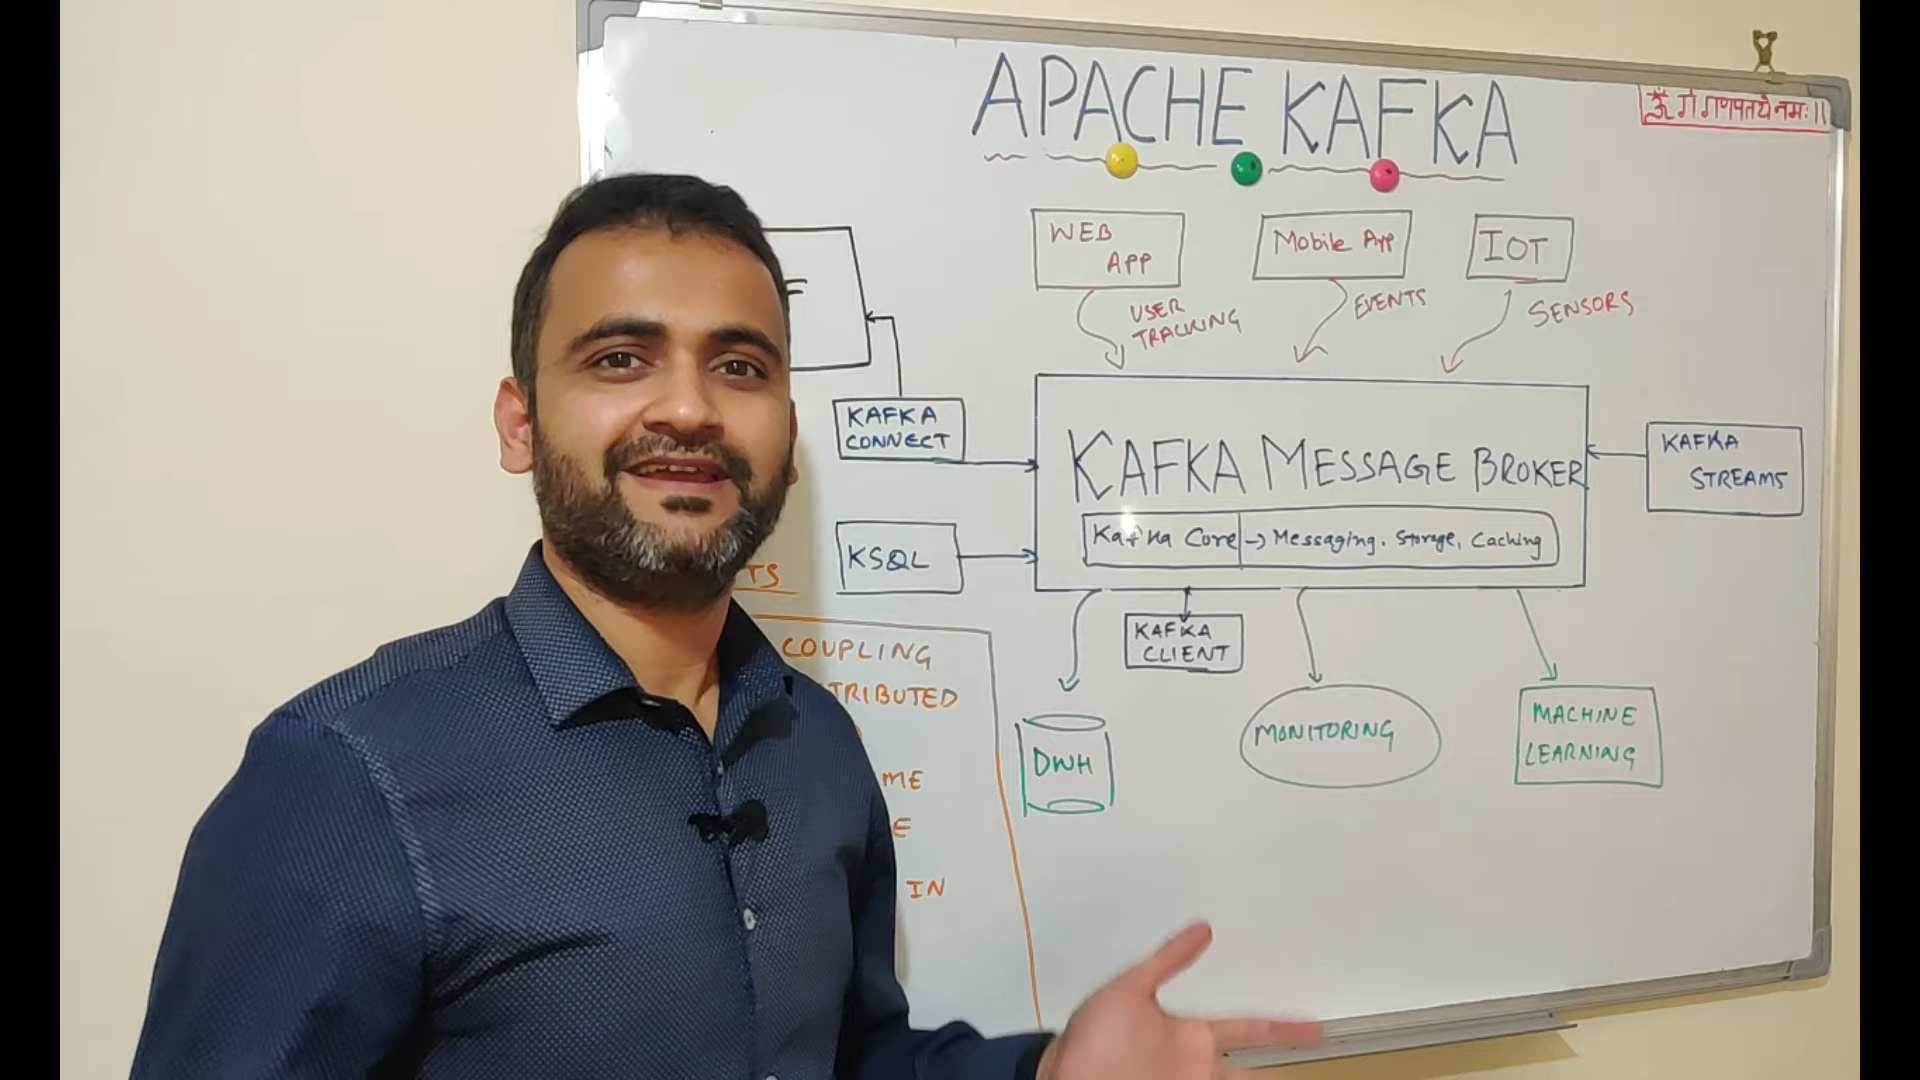 APACHE KAFKA
ॐ गं गणपतये नमः ||
WEB
APP
Mobile App
IOT
USER
TRACKING
EVENTS
SENSORS
F
KAFKA
CONNECT
KAFKA MESSAGE BROKER
KAFKA
STREAMS
Kafka Core -> Messaging. Storage, Caching
KSQL
TS
KAFKA
CLIENT
COUPLING
TRIBUTED
ME
E
IN
DWH
MONITORING
MACHINE
LEARNING